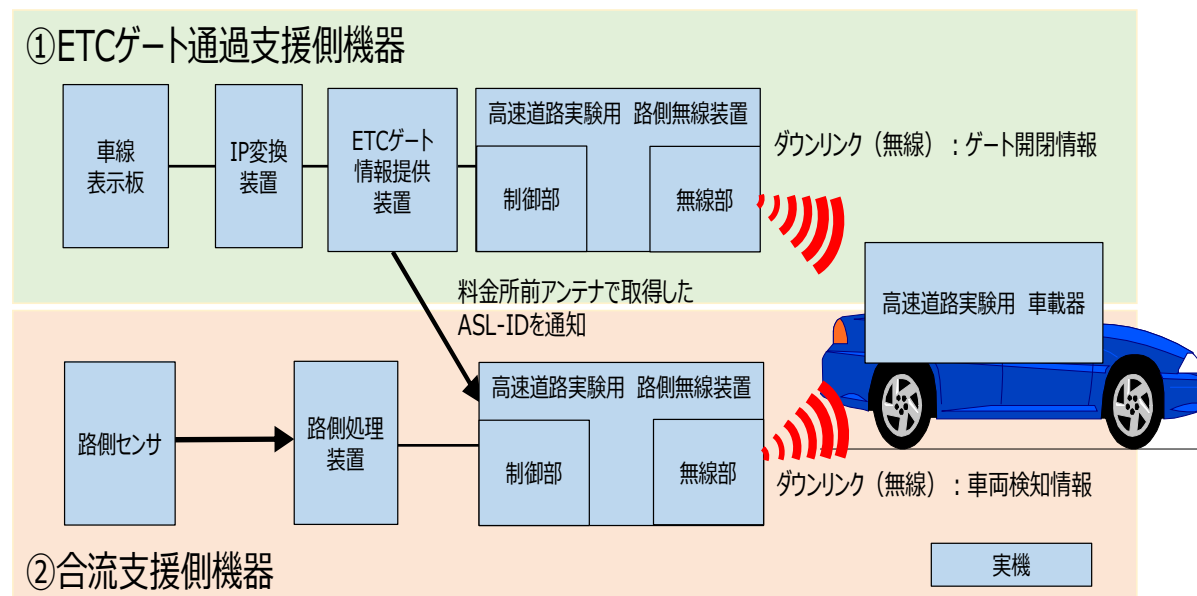 ①ETCゲート通過支援側機器
車線
表示板
IP変換
装置
ETCゲート
情報提供
装置
高速道路実験用 路側無線装置
制御部
無線部
ダウンリンク（無線）：ゲート開閉情報
料金所前アンテナで取得した
ASL-IDを通知
高速道路実験用 車載器
路側センサ
路側処理
装置
高速道路実験用 路側無線装置
制御部
無線部
ダウンリンク（無線）：車両検知情報
②合流支援側機器
実機